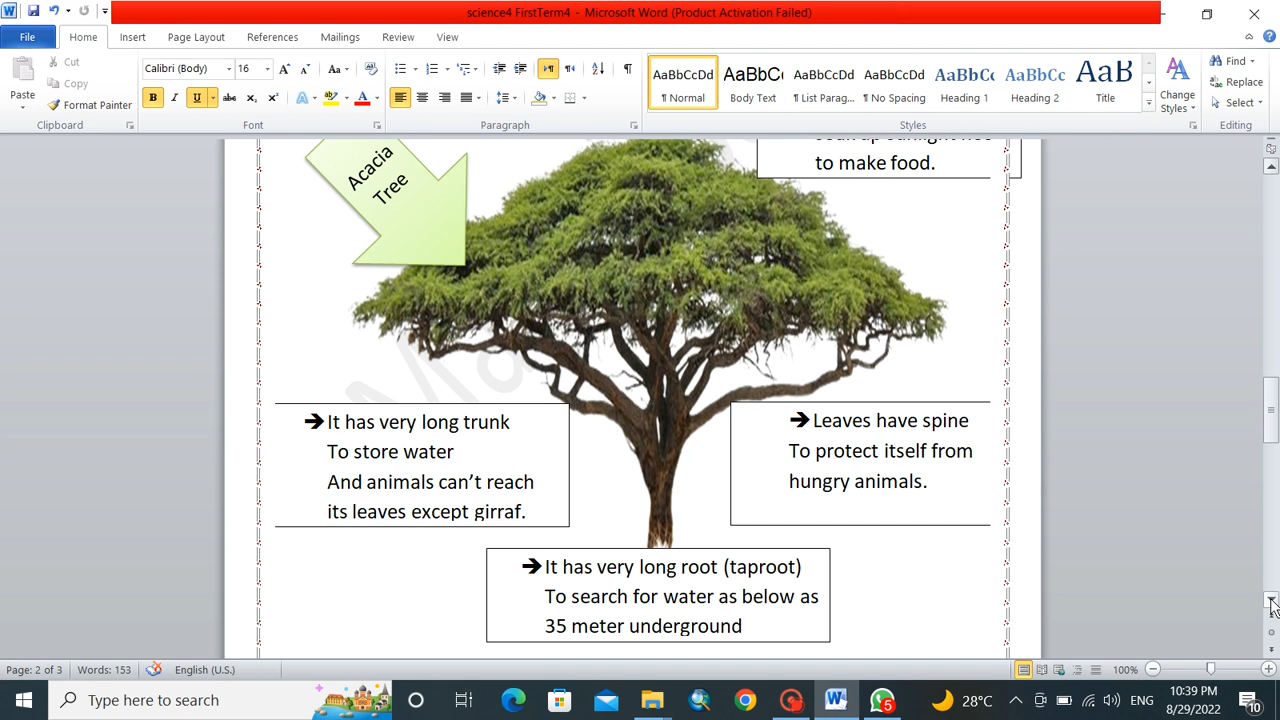 science4 FirstTerm4 - Microsoft Word (Product Activation Failed)
File Home Insert Page Layout References Mailings Review View
Paste
Cut
Copy
Format Painter
Clipboard
Calibri (Body) 16
Font
Paragraph
AaBbCcDd AaBbC AaBbCcDd AaBbCcDd AaBbCc AaBbCc AaB
¶ Normal Body Text ¶ List Parag... ¶ No Spacing Heading 1 Heading 2 Title
Change Styles
Styles
Find
Replace
Select
Editing
Acacia
Tree
to make food.
➔ It has very long trunk
To store water
And animals can't reach
its leaves except girraf.
➔ Leaves have spine
To protect itself from
hungry animals.
➔ It has very long root (taproot)
To search for water as below as
35 meter underground
Page: 2 of 3 Words: 153 English (U.S.) 100%
Type here to search
5
28°C
ENG
10:39 PM
8/29/2022
10